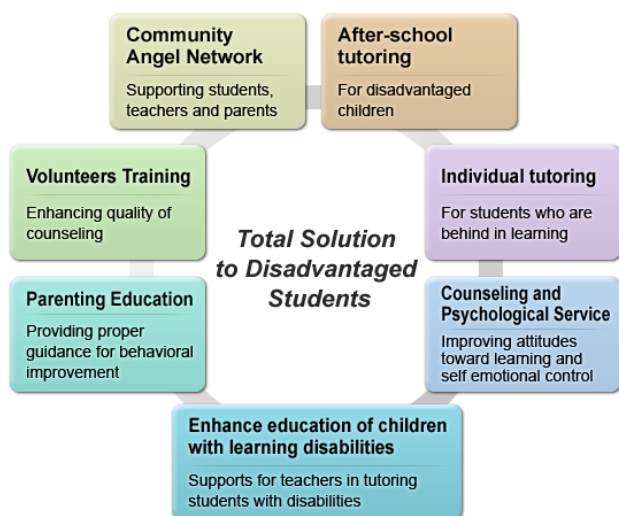 Community
Angel Network
Supporting students,
teachers and parents
After-school
tutoring
For disadvantaged
children
Volunteers Training
Enhancing quality of
counseling
Individual tutoring
For students who are
behind in learning
Total Solution
to Disadvantaged
Students
Parenting Education
Providing proper
guidance for behavioral
improvement
Counseling and
Psychological Service
Improving attitudes
toward learning and
self emotional control
Enhance education of children
with learning disabilities
Supports for teachers in tutoring
students with disabilities